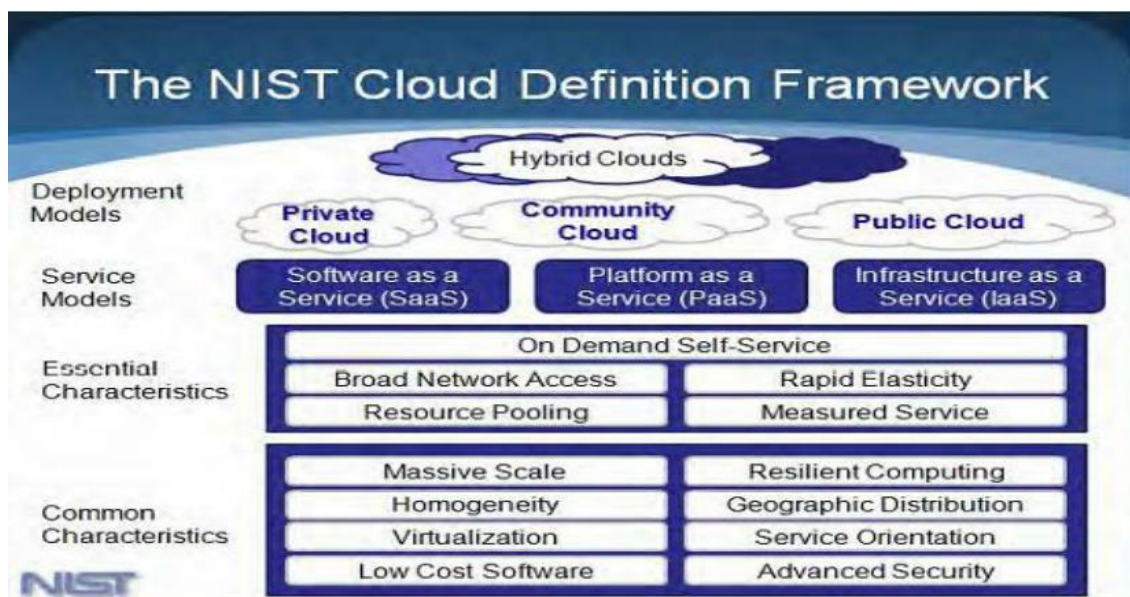 The NIST Cloud Definition Framework
Hybrid Clouds
Deployment
Models
Private
Cloud
Community
Cloud
Public Cloud
Service
Models
Software as a
Service (SaaS)
Platform as a
Service (PaaS)
Infrastructure as a
Service (IaaS)
Essential
Characteristics
On Demand Self-Service
Broad Network Access
Rapid Elasticity
Resource Pooling
Measured Service
Common
Characteristics
Massive Scale
Resilient Computing
Homogeneity
Geographic Distribution
Virtualization
Service Orientation
Low Cost Software
Advanced Security
NIST